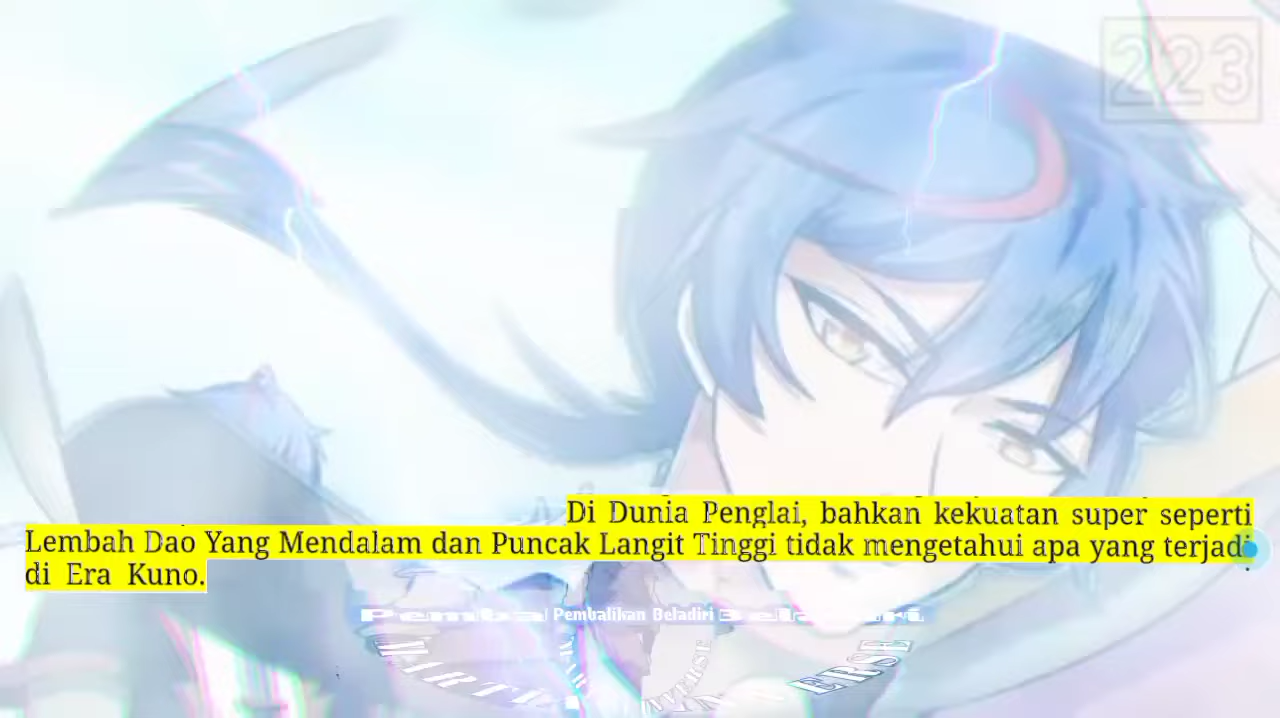 223
Di Dunia Penglai, bahkan kekuatan super seperti
Lembah Dao Yang Mendalam dan Puncak Langit Tinggi tidak mengetahui apa yang terjadi
di Era Kuno.
Pembalikan Beladiri